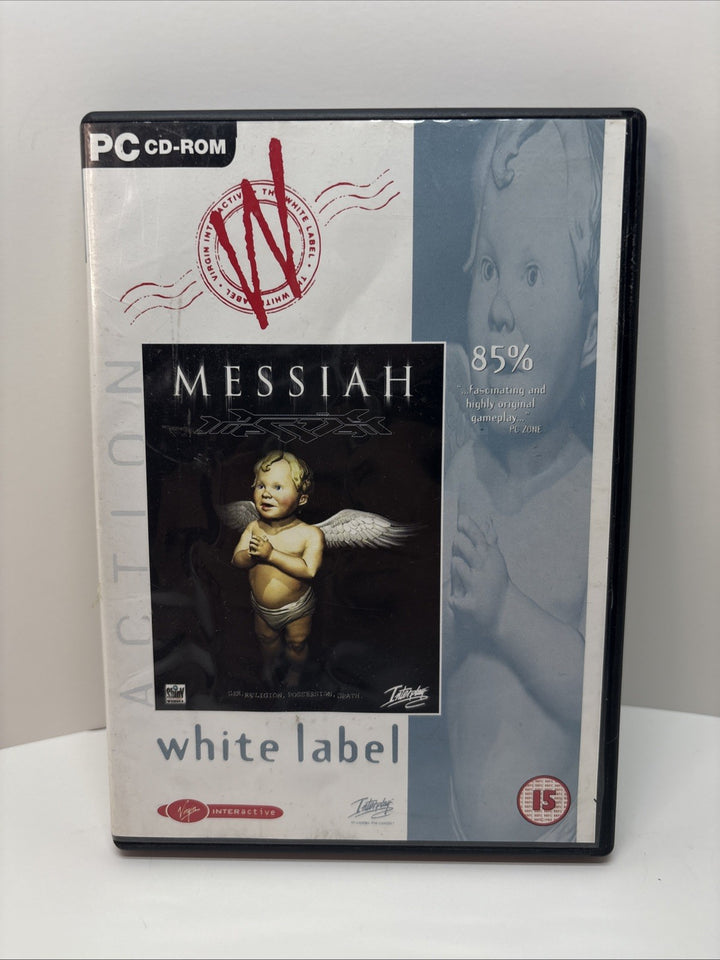 PC CD-ROM
VIRGIN INTERACTIVE • THE WHITE LABEL •
W
ACTION
MESSIAH
85%
"...fascinating and
highly original
gameplay..."
PC ZONE
SEX. RELIGION. POSSESSION. DEATH.
Interplay
white label
Virgin INTERactive
Interplay
15